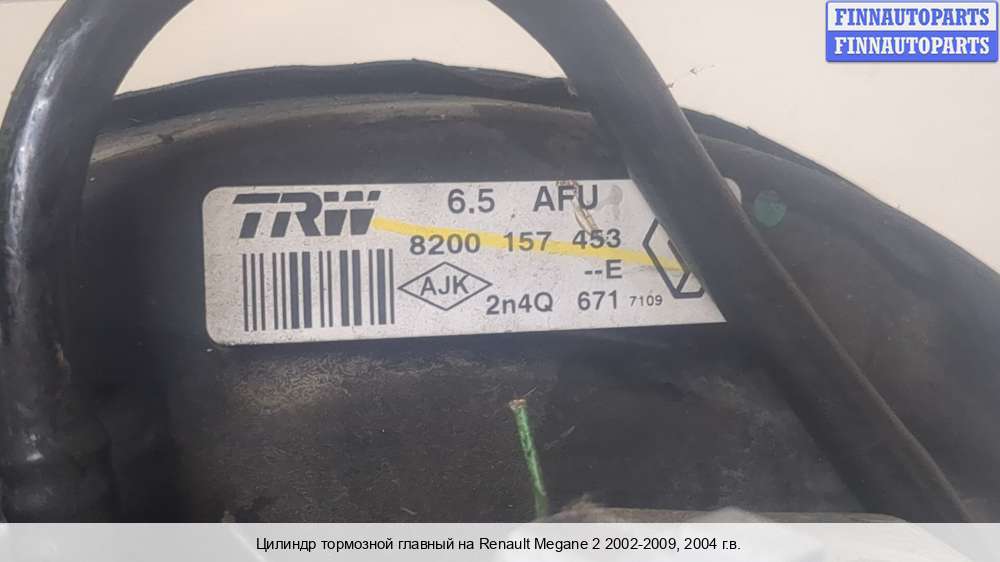 FINNAUTOPARTS
FINNAUTOPARTS
TRW 6.5 AFU
8200 157 453
--E
AJK
2n4Q 671 7109
Цилиндр тормозной главный на Renault Megane 2 2002-2009, 2004 г.в.